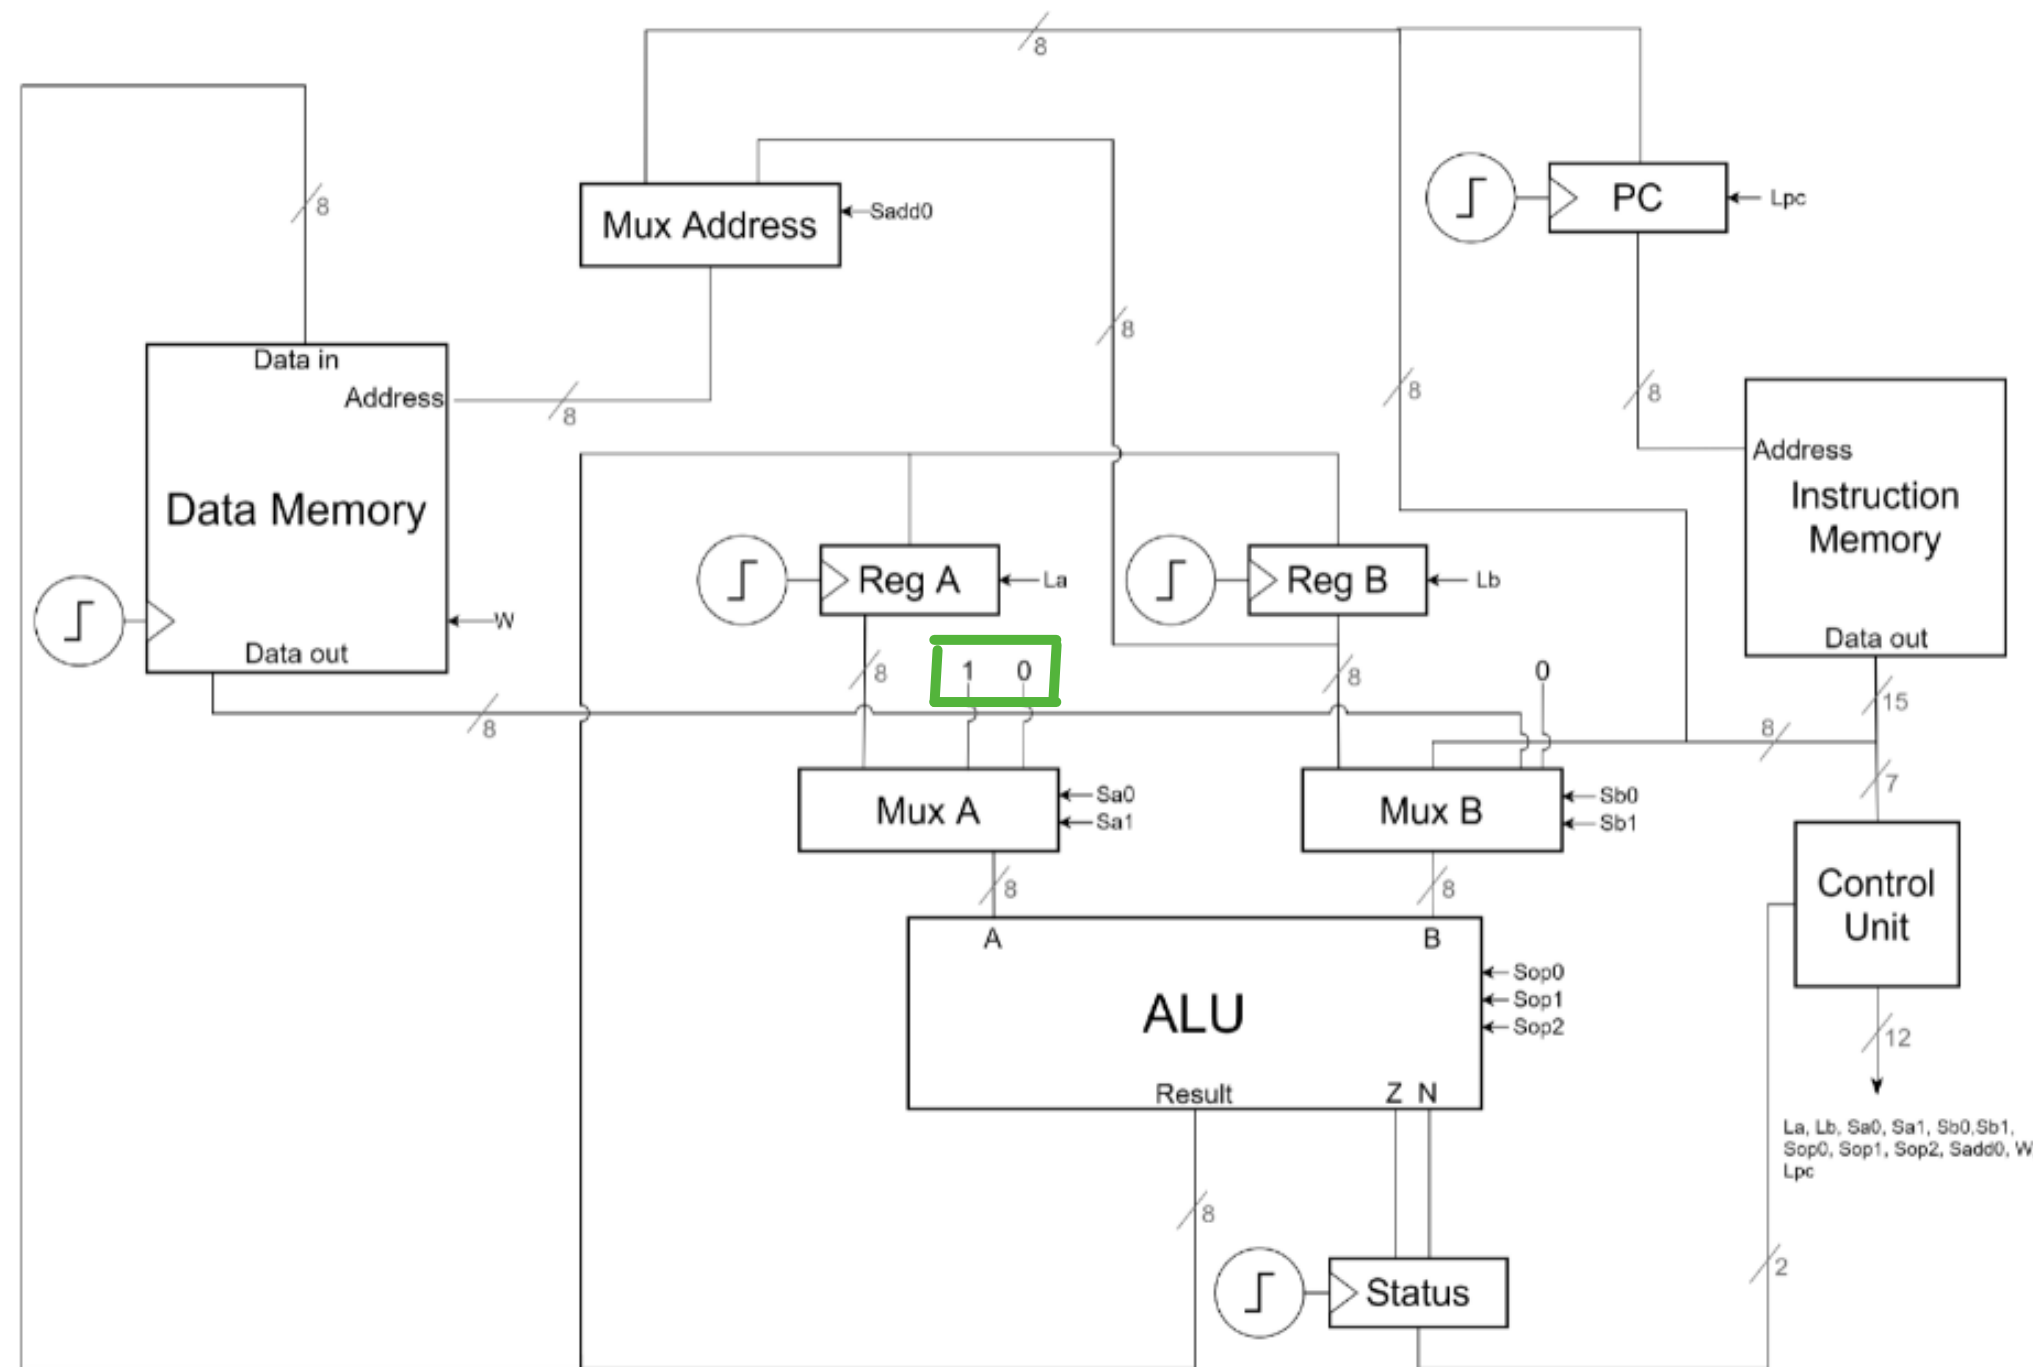 8
8
Mux Address
Sadd0
PC
Lpc
8
8
8
Data in
Address
8
Data Memory
W
Data out
Address
Instruction
Memory
Data out
Reg A
La
Reg B
Lb
8
1 0
8
0
15
8
8
7
Mux A
Sa0
Sa1
Mux B
Sb0
Sb1
8
8
Control
Unit
A
B
ALU
Sop0
Sop1
Sop2
Result
Z N
12
La, Lb, Sa0, Sa1, Sb0,Sb1,
Sop0, Sop1, Sop2, Sadd0, W
Lpc
8
2
Status